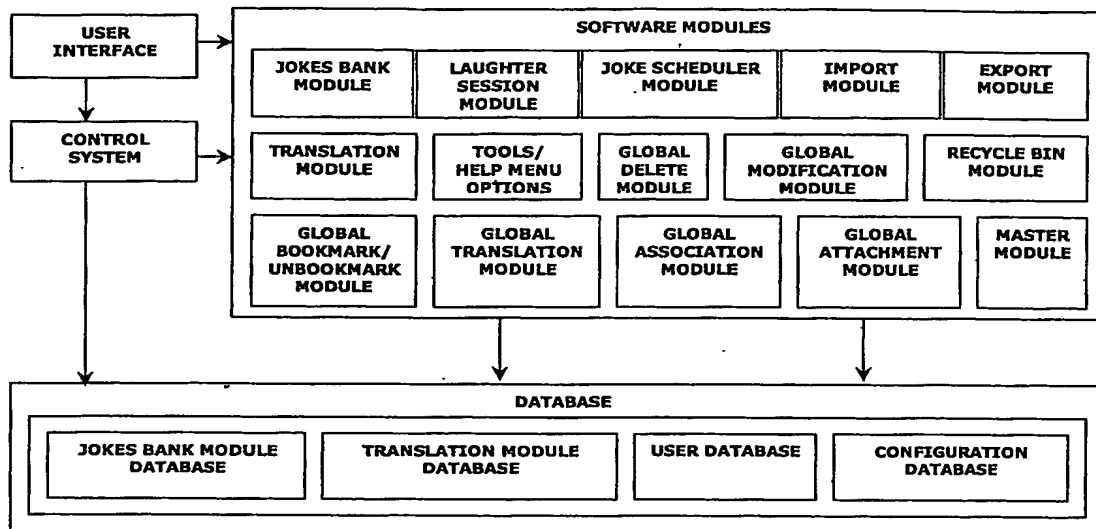 USER
INTERFACE
CONTROL
SYSTEM
SOFTWARE MODULES
JOKES BANK
MODULE
LAUGHTER
SESSION
MODULE
JOKE SCHEDULER
MODULE
IMPORT
MODULE
EXPORT
MODULE
TRANSLATION
MODULE
TOOLS/
HELP MENU
OPTIONS
GLOBAL
DELETE
MODULE
GLOBAL
MODIFICATION
MODULE
RECYCLE BIN
MODULE
GLOBAL
BOOKMARK/
UNBOOKMARK
MODULE
GLOBAL
TRANSLATION
MODULE
GLOBAL
ASSOCIATION
MODULE
GLOBAL
ATTACHMENT
MODULE
MASTER
MODULE
DATABASE
JOKES BANK MODULE
DATABASE
TRANSLATION MODULE
DATABASE
USER DATABASE
CONFIGURATION
DATABASE